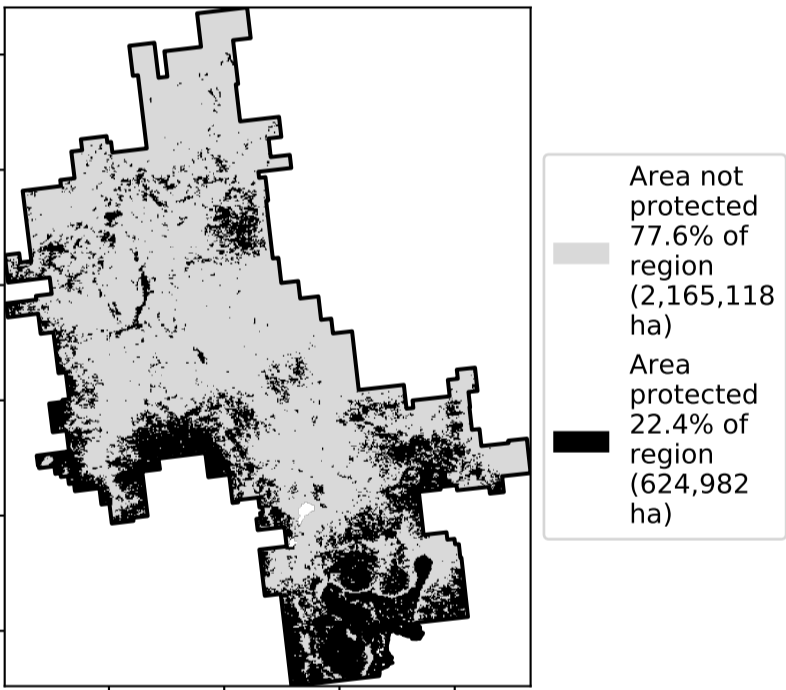 Area not
protected
77.6% of
region
(2,165,118
ha)
Area
protected
22.4% of
region
(624,982
ha)